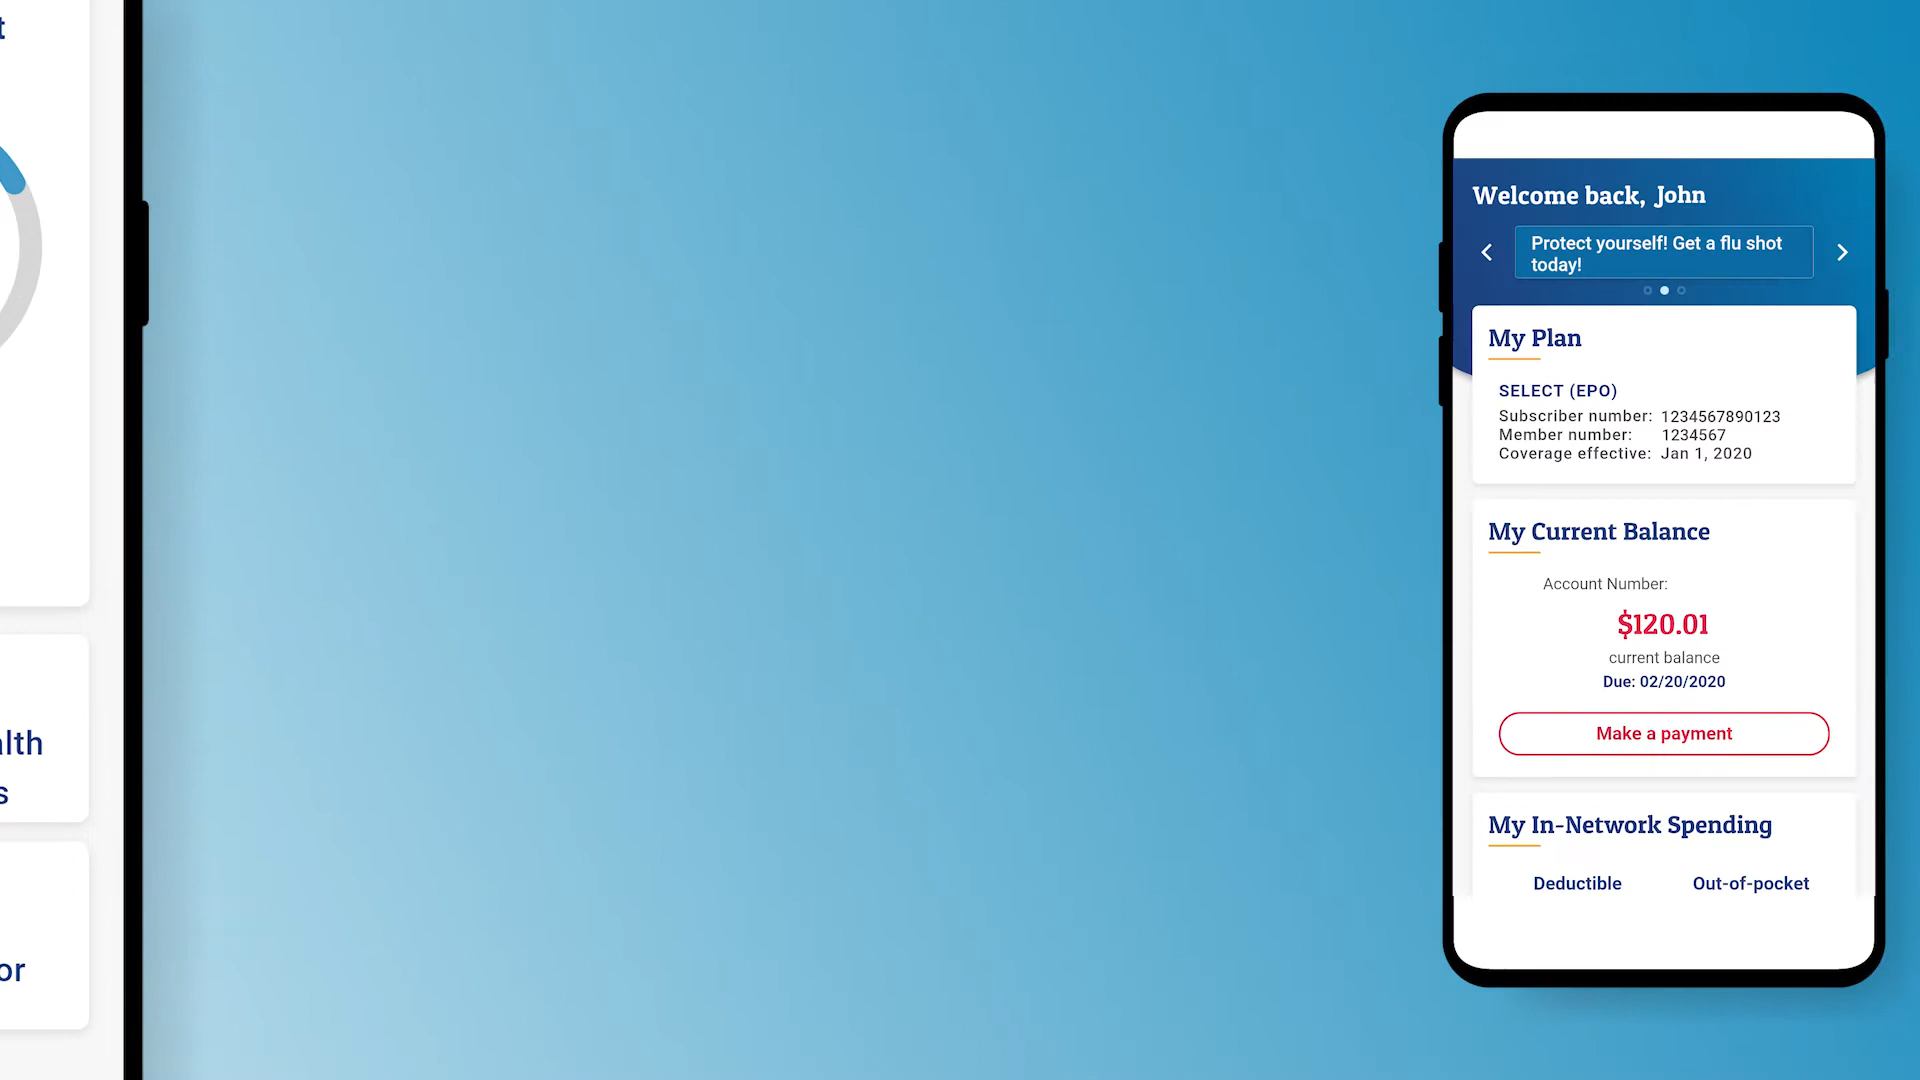 Welcome back, John
Protect yourself! Get a flu shot
today!
My Plan
SELECT (EPO)
Subscriber number: 1234567890123
Member number: 1234567
Coverage effective: Jan 1, 2020
My Current Balance
Account Number:
$120.01
current balance
Due: 02/20/2020
Make a payment
My In-Network Spending
Deductible Out-of-pocket